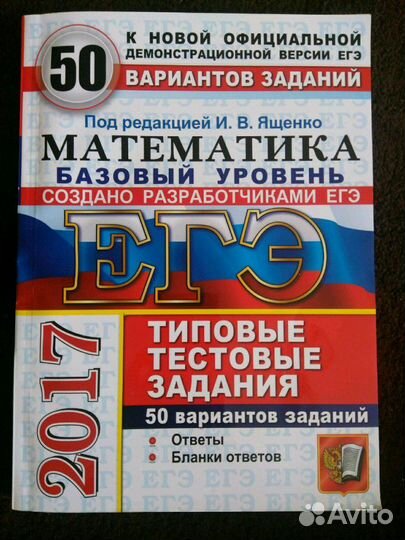 50
К НОВОЙ ОФИЦИАЛЬНОЙ
ДЕМОНСТРАЦИОННОЙ ВЕРСИИ ЕГЭ
ВАРИАНТОВ ЗАДАНИЙ
Под редакцией И. В. Ященко
МАТЕМАТИКА
БАЗОВЫЙ УРОВЕНЬ
СОЗДАНО РАЗРАБОТЧИКАМИ ЕГЭ
ЕГЭ
2017
ТИПОВЫЕ
ТЕСТОВЫЕ
ЗАДАНИЯ
50 вариантов заданий
• Ответы
• Бланки ответов
Avito